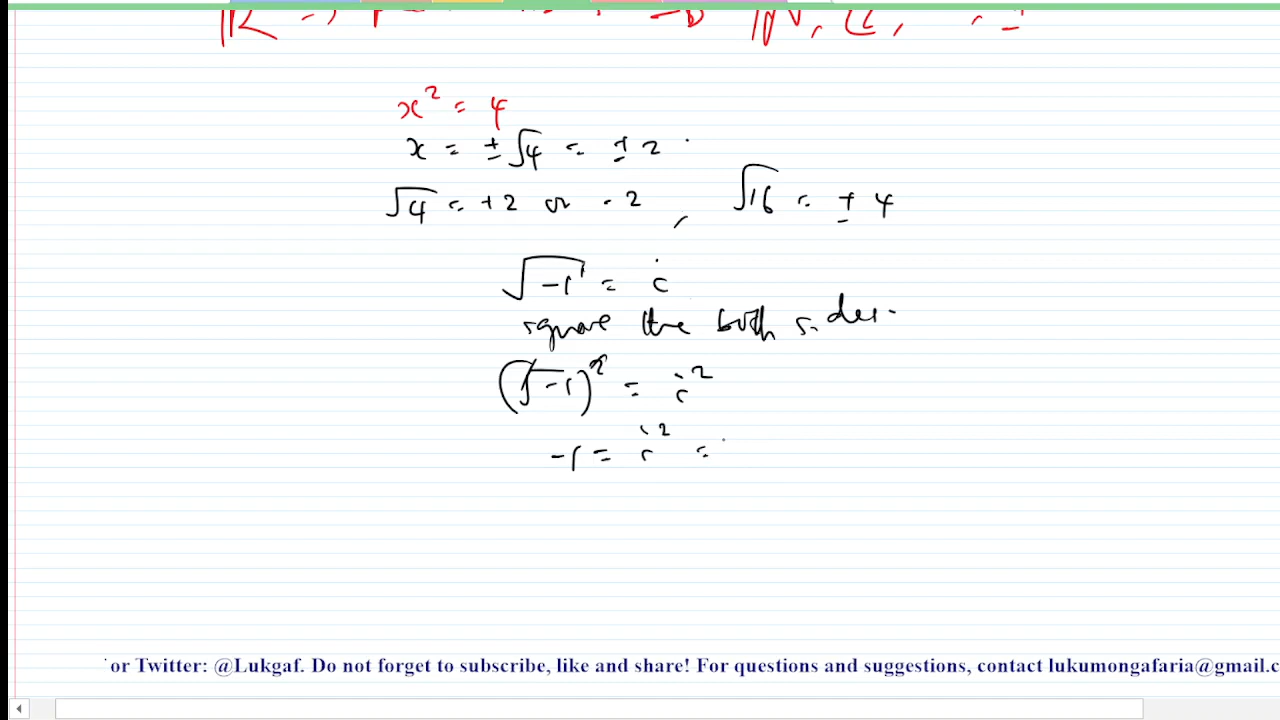 x² = 4
x = ±√4 = ±2
√4 = +2 or -2, √16 = ±4
√-1 = i
square the both sides.
(√-1)² = i²
-1 = i² =
or Twitter: @Lukgaf. Do not forget to subscribe, like and share! For questions and suggestions, contact lukumongafaria@gmail.c